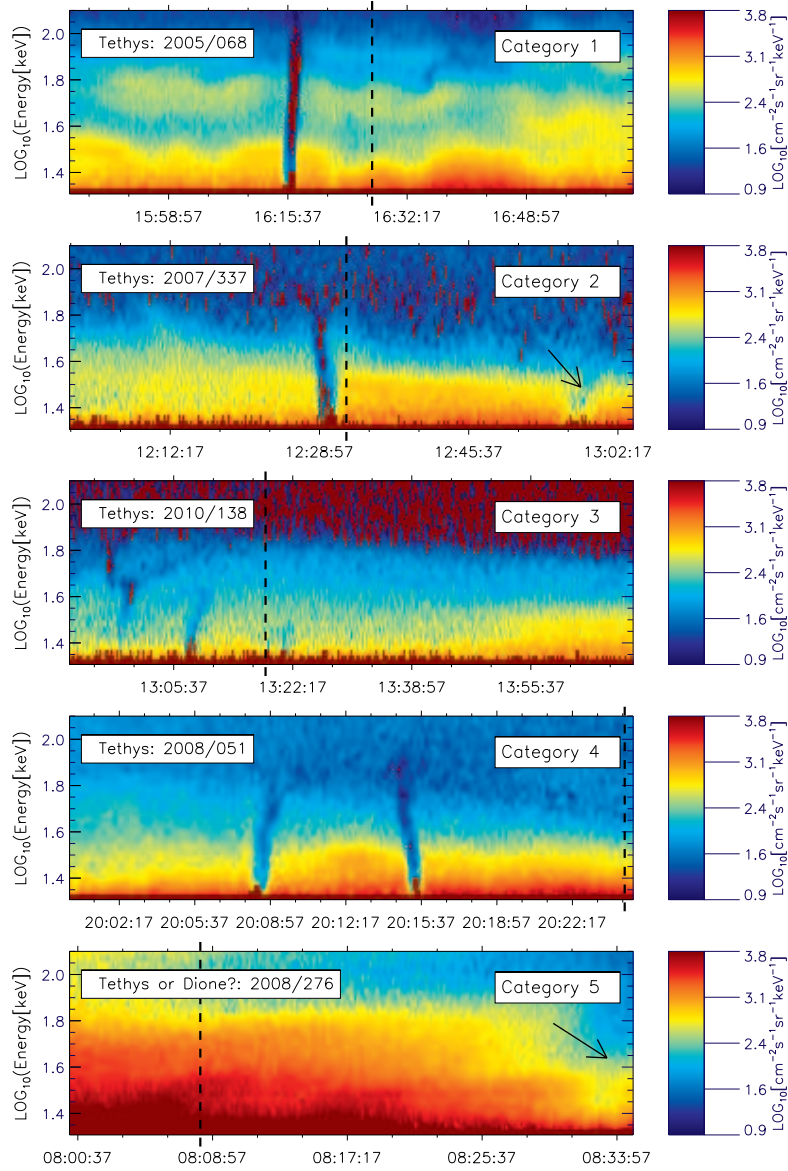 Tethys: 2005/068
Category 1
LOG10(Energy[keV])
2.0
1.8
1.6
1.4
15:58:57 16:15:37 16:32:17 16:48:57
3.8
3.1
2.4
1.6
0.9
LOG10[cm⁻²s⁻¹sr⁻¹keV⁻¹]
Tethys: 2007/337
Category 2
LOG10(Energy[keV])
2.0
1.8
1.6
1.4
12:12:17 12:28:57 12:45:37 13:02:17
3.8
3.1
2.4
1.6
0.9
LOG10[cm⁻²s⁻¹sr⁻¹keV⁻¹]
Tethys: 2010/138
Category 3
LOG10(Energy[keV])
2.0
1.8
1.6
1.4
13:05:37 13:22:17 13:38:57 13:55:37
3.8
3.1
2.4
1.6
0.9
LOG10[cm⁻²s⁻¹sr⁻¹keV⁻¹]
Tethys: 2008/051
Category 4
LOG10(Energy[keV])
2.0
1.8
1.6
1.4
20:02:17 20:05:37 20:08:57 20:12:17 20:15:37 20:18:57 20:22:17
3.8
3.1
2.4
1.6
0.9
LOG10[cm⁻²s⁻¹sr⁻¹keV⁻¹]
Tethys or Dione?: 2008/276
Category 5
LOG10(Energy[keV])
2.0
1.8
1.6
1.4
08:00:37 08:08:57 08:17:17 08:25:37 08:33:57
3.8
3.1
2.4
1.6
0.9
LOG10[cm⁻²s⁻¹sr⁻¹keV⁻¹]